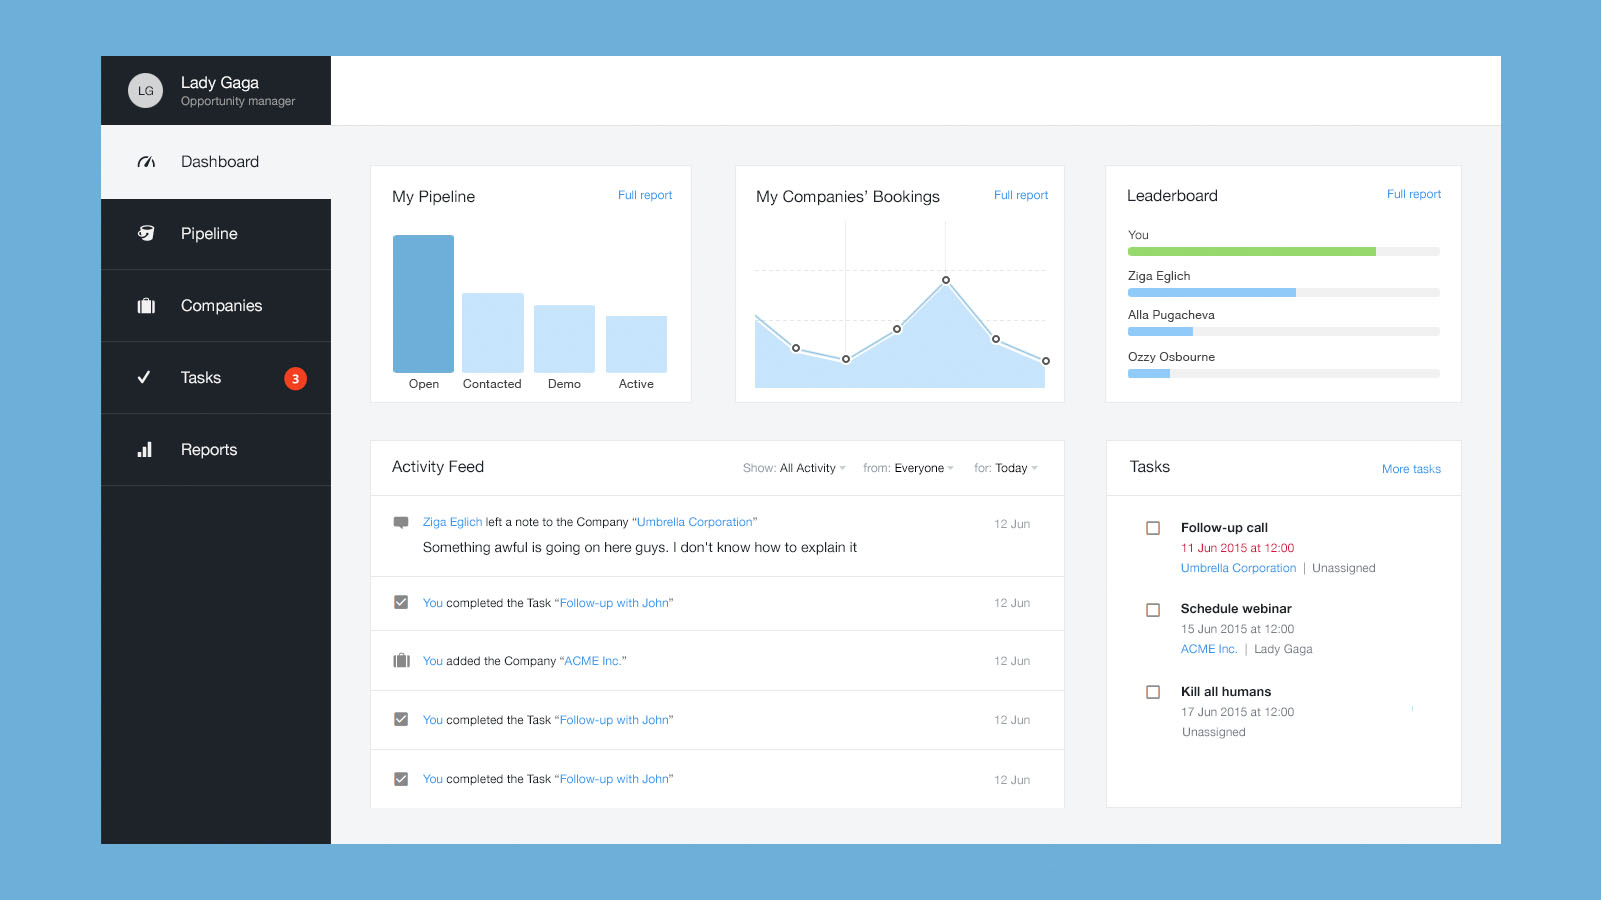 LG
Lady Gaga
Opportunity manager
Dashboard
Pipeline
Companies
Tasks 3
Reports
My Pipeline Full report
Open Contacted Demo Active
My Companies’ Bookings Full report
Leaderboard Full report
You
Ziga Eglich
Alla Pugacheva
Ozzy Osbourne
Activity Feed Show: All Activity from: Everyone for: Today
Ziga Eglich left a note to the Company “Umbrella Corporation” 12 Jun
Something awful is going on here guys. I don't know how to explain it
You completed the Task “Follow-up with John” 12 Jun
You added the Company “ACME Inc.” 12 Jun
You completed the Task “Follow-up with John” 12 Jun
You completed the Task “Follow-up with John” 12 Jun
Tasks More tasks
Follow-up call
11 Jun 2015 at 12:00
Umbrella Corporation | Unassigned
Schedule webinar
15 Jun 2015 at 12:00
ACME Inc. | Lady Gaga
Kill all humans
17 Jun 2015 at 12:00
Unassigned